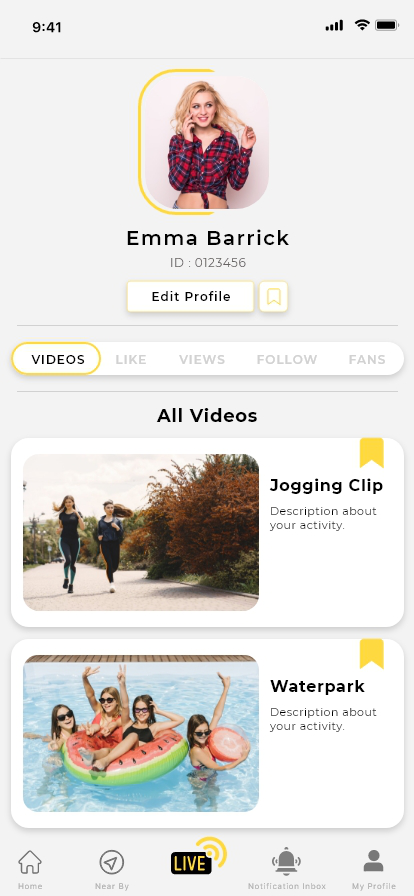 9:41
Emma Barrick
ID : 0123456
Edit Profile
VIDEOS LIKE VIEWS FOLLOW FANS
All Videos
Jogging Clip
Description about
your activity.
Waterpark
Description about
your activity.
LIVE
Home Near By Notification Inbox My Profile